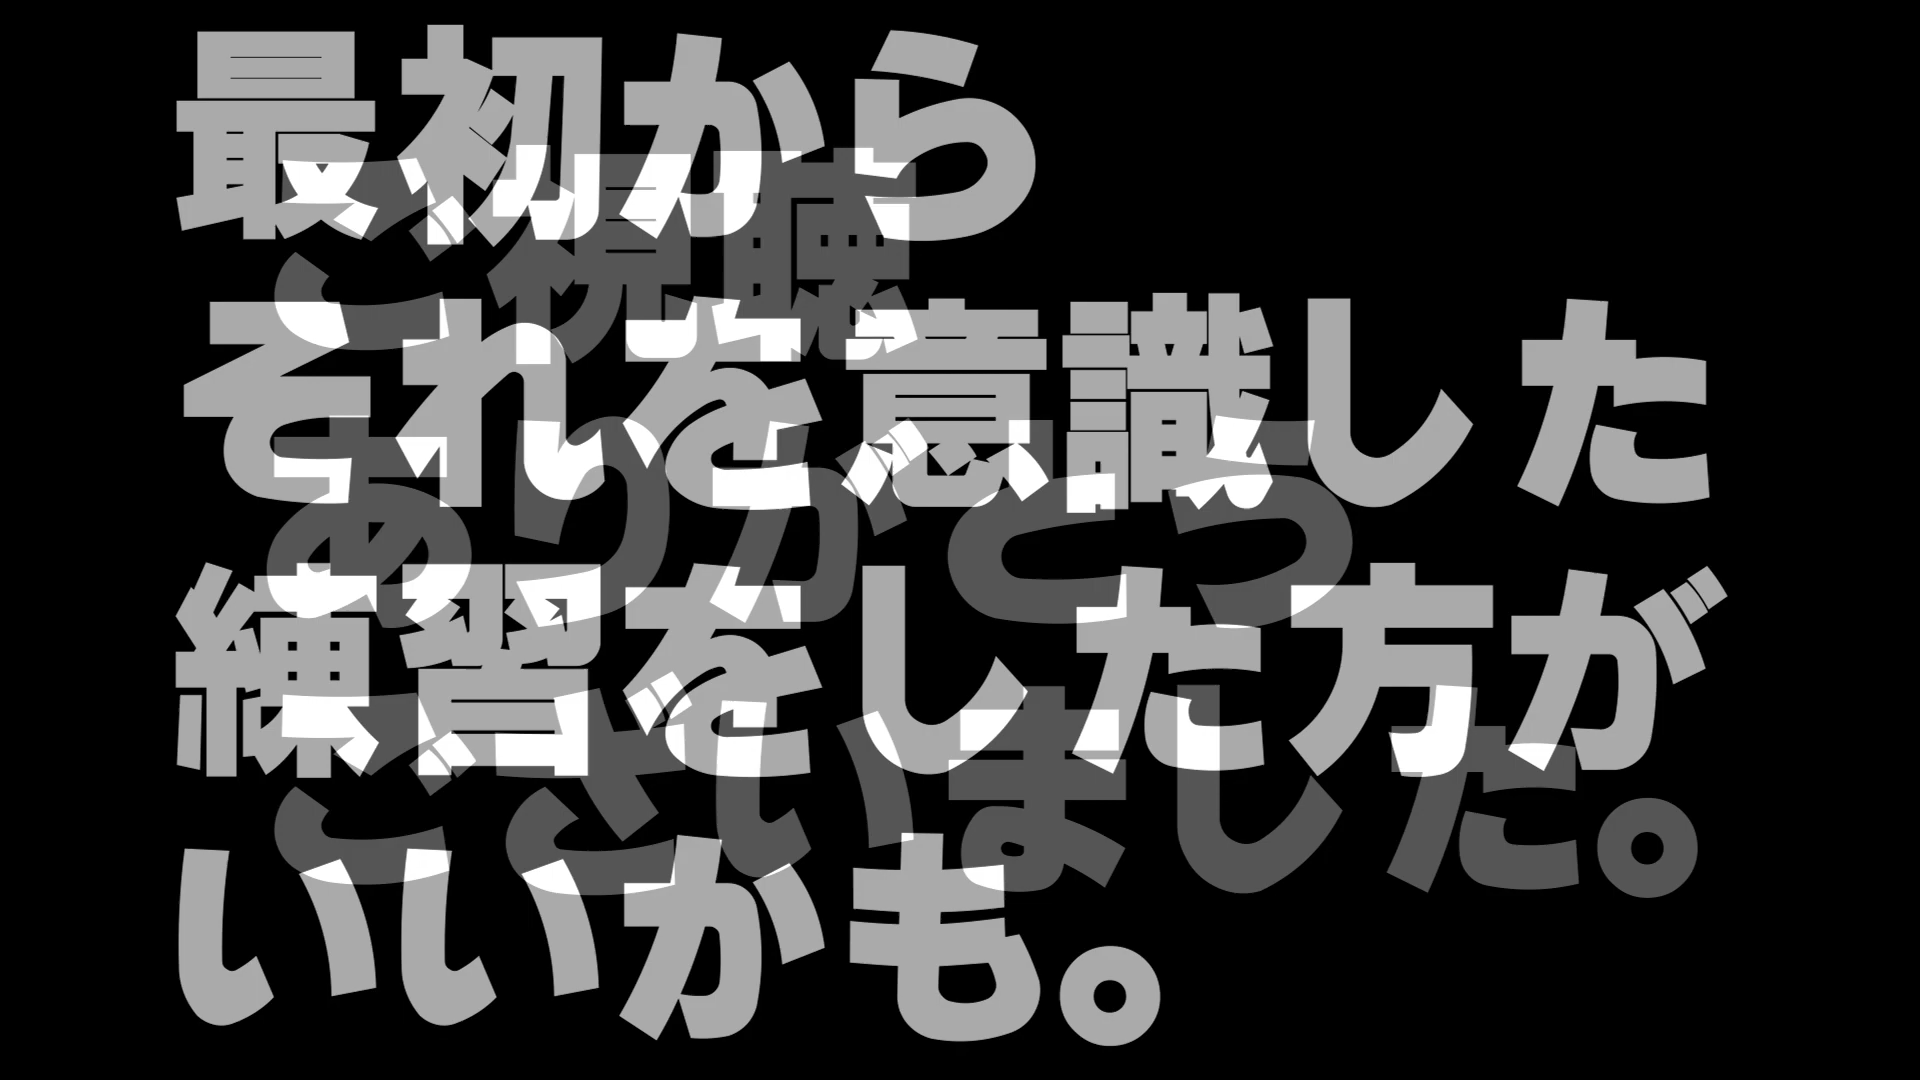 最初から
それを意識した
練習をした方が
いいかも。
ご視聴
ありがとう
ございました。